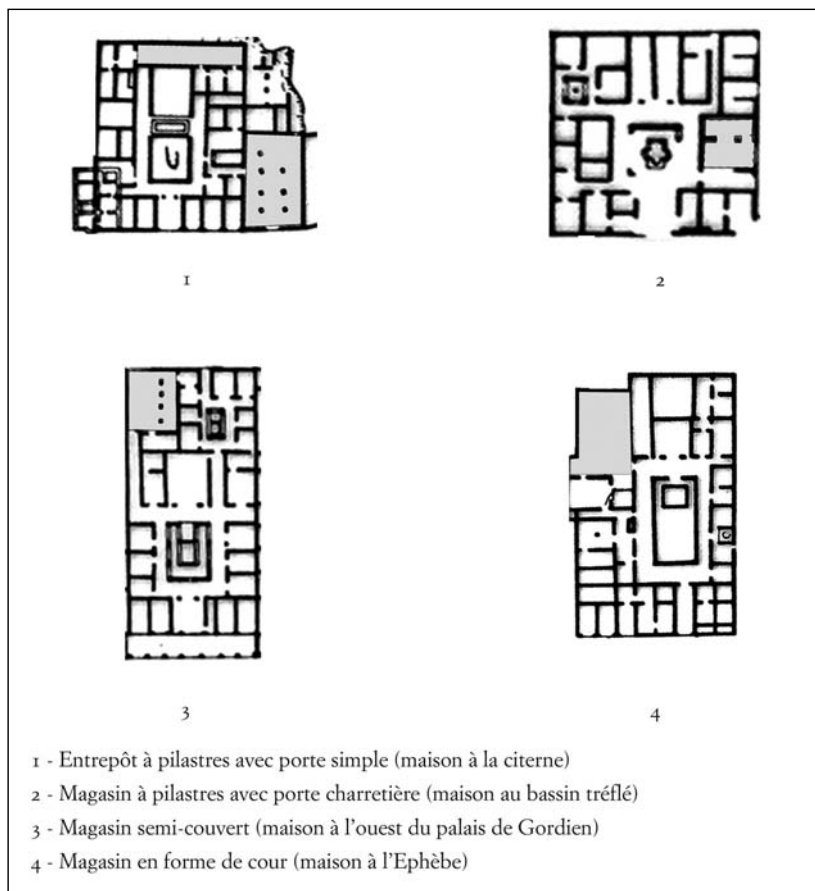 1
2
3
4
1 - Entrepôt à pilastres avec porte simple (maison à la citerne)
2 - Magasin à pilastres avec porte charretière (maison au bassin tréflé)
3 - Magasin semi-couvert (maison à l'ouest du palais de Gordien)
4 - Magasin en forme de cour (maison à l'Ephèbe)